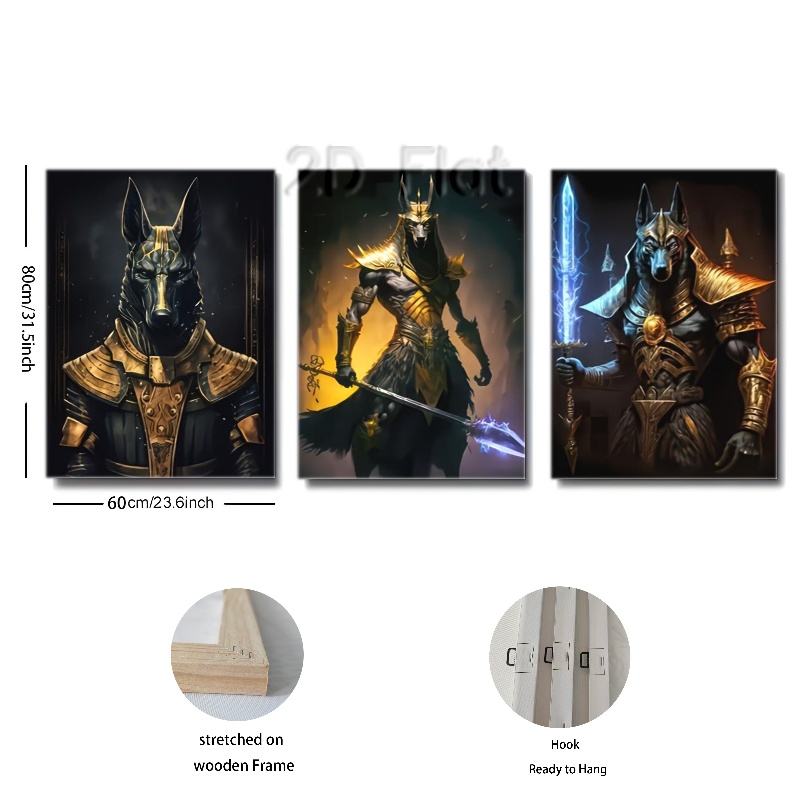 2D-Flat
80cm/31.5inch
60cm/23.6inch
stretched on
wooden Frame
Hook
Ready to Hang